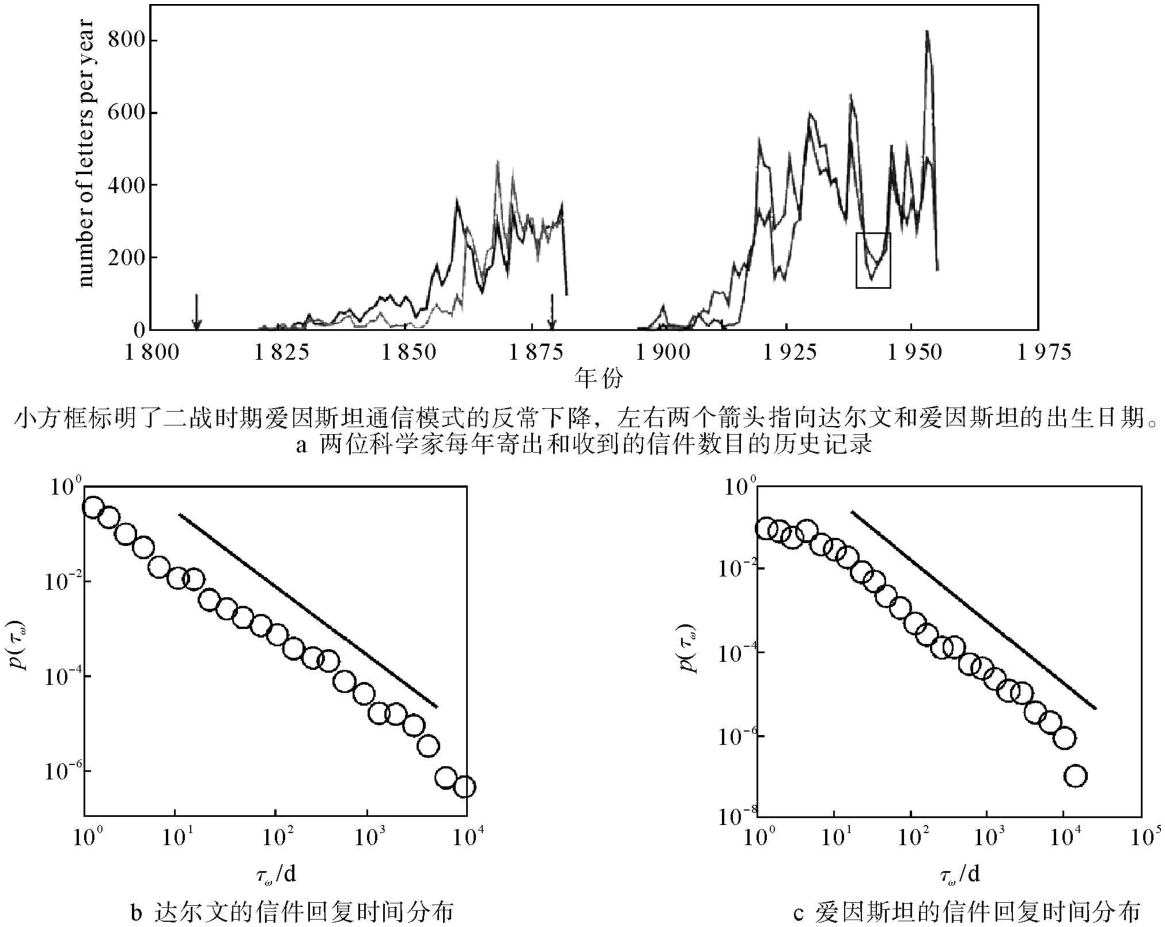 number of letters per year
800
600
400
200
0
1 800 1 825 1 850 1 875 1 900 1 925 1 950 1 975
年份
小方框标明了二战时期爱因斯坦通信模式的反常下降，左右两个箭头指向达尔文和爱因斯坦的出生日期。
a 两位科学家每年寄出和收到的信件数目的历史记录
p(τω)
10⁰
10⁻²
10⁻⁴
10⁻⁶
10⁰ 10¹ 10² 10³ 10⁴
τω/d
b 达尔文的信件回复时间分布
p(τω)
10⁰
10⁻²
10⁻⁴
10⁻⁶
10⁻⁸
10⁰ 10¹ 10² 10³ 10⁴ 10⁵
τω/d
c 爱因斯坦的信件回复时间分布